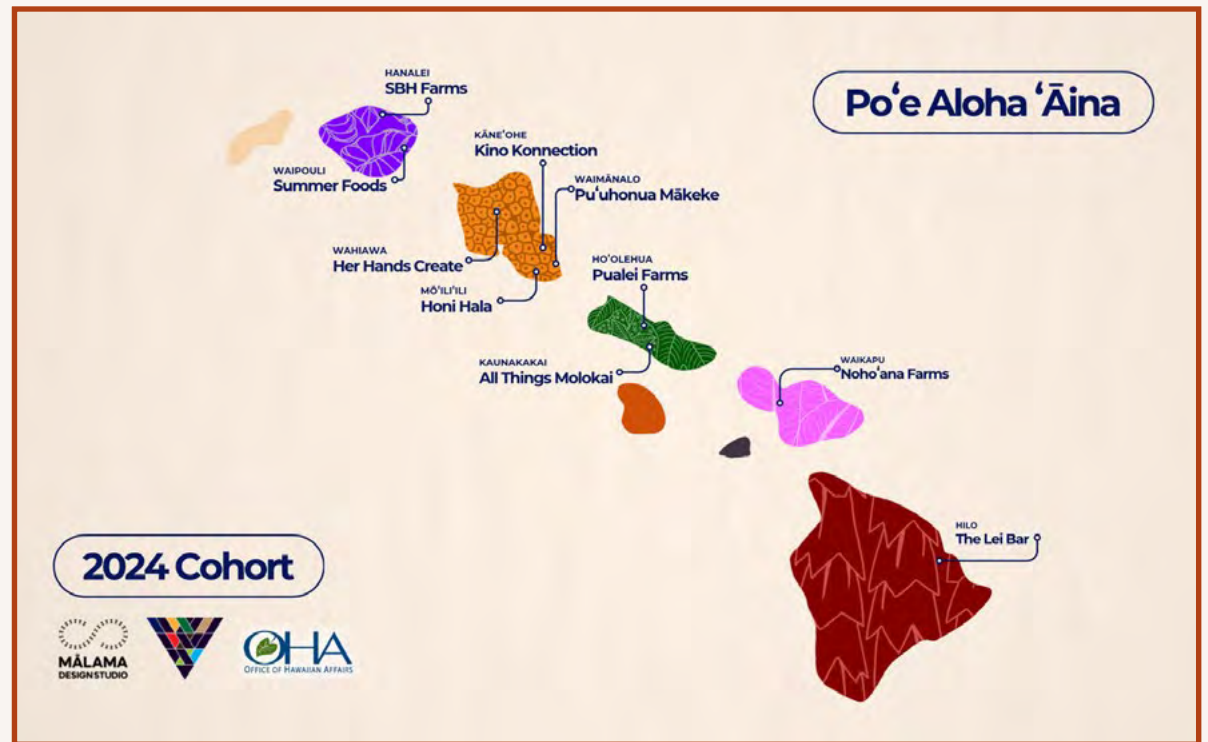 HANALEI
SBH Farms
Poʻe Aloha ʻĀina
KĀNEʻOHE
Kino Konnection
WAIPOULI
Summer Foods
WAIMĀNALO
Puʻuhonua Mākeke
WAHIAWA
Her Hands Create
HOʻOLEHUA
Pualei Farms
MŌʻILIʻILI
Honi Hala
KAUNAKAKAI
All Things Molokai
WAIKAPU
Nohoʻana Farms
HILO
The Lei Bar
2024 Cohort
MĀLAMA
DESIGN STUDIO
OHA
OFFICE OF HAWAIIAN AFFAIRS